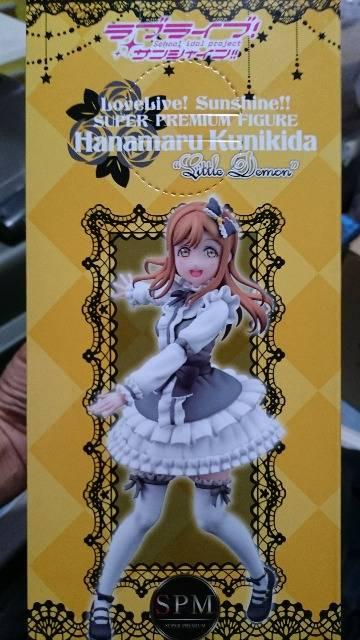 ラブライブ!
School idol project
サンシャイン!!
LoveLive! Sunshine!!
SUPER PREMIUM FIGURE
Hanamaru Kunikida
"Little Demon"
SPM
SUPER PREMIUM